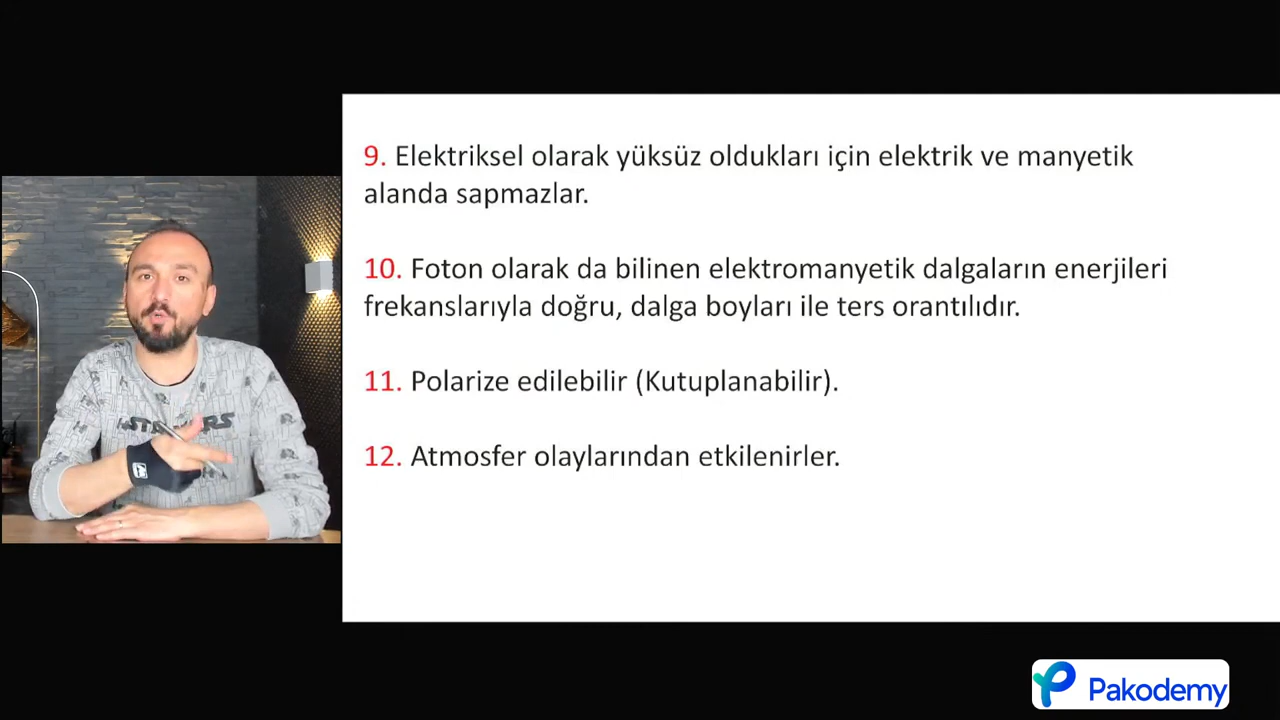 9. Elektriksel olarak yüksüz oldukları için elektrik ve manyetik
alanda sapmazlar.
10. Foton olarak da bilinen elektromanyetik dalgaların enerjileri
frekanslarıyla doğru, dalga boyları ile ters orantılıdır.
11. Polarize edilebilir (Kutuplanabilir).
12. Atmosfer olaylarından etkilenirler.
Pakodemy